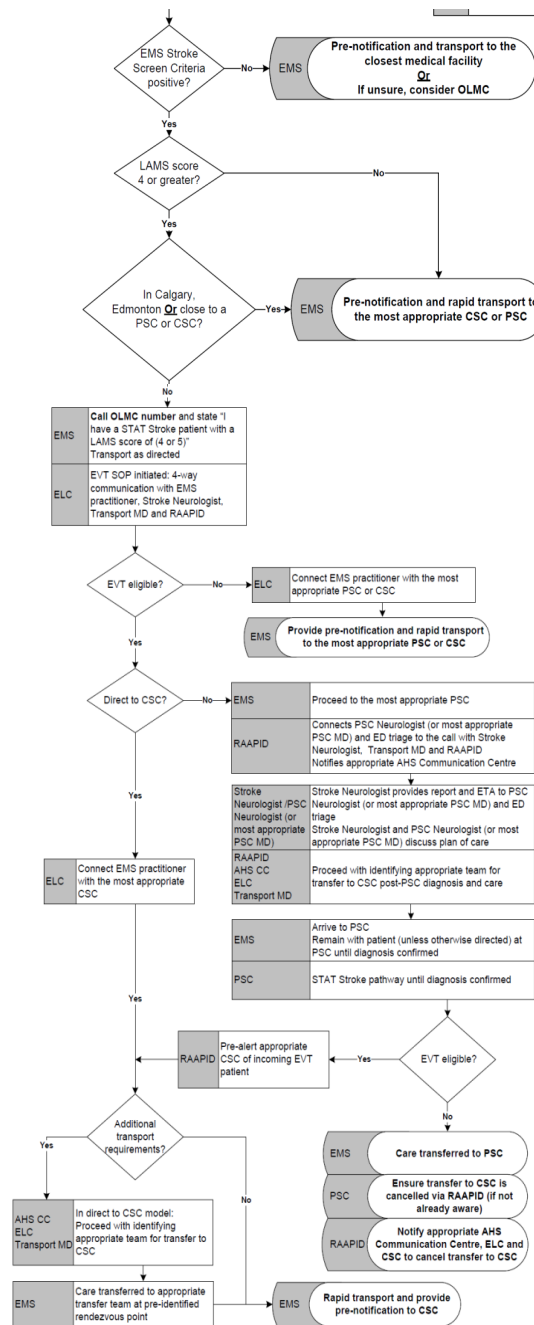 EMS Stroke
Screen Criteria
positive?
No
EMS
Pre-notification and transport to the
closest medical facility
Or
If unsure, consider OLMC
Yes
LAMS score
4 or greater?
No
Yes
In Calgary,
Edmonton Or close to a
PSC or CSC?
Yes
EMS
Pre-notification and rapid transport to
the most appropriate CSC or PSC
No
EMS
Call OLMC number and state “I
have a STAT Stroke patient with a
LAMS score of (4 or 5)”
Transport as directed
ELC
EVT SOP initiated: 4-way
communication with EMS
practitioner, Stroke Neurologist,
Transport MD and RAAPID
EVT eligible?
No
ELC
Connect EMS practitioner with the most
appropriate PSC or CSC
EMS
Provide pre-notification and rapid transport
to the most appropriate PSC or CSC
Yes
Direct to CSC?
No
EMS
Proceed to the most appropriate PSC
RAAPID
Connects PSC Neurologist (or most appropriate
PSC MD) and ED triage to the call with Stroke
Neurologist, Transport MD and RAAPID
Notifies appropriate AHS Communication Centre
Stroke
Neurologist /PSC
Neurologist (or
most appropriate
PSC MD)
Stroke Neurologist provides report and ETA to PSC
Neurologist (or most appropriate PSC MD) and ED
triage
Stroke Neurologist and PSC Neurologist (or most
appropriate PSC MD) discuss plan of care
RAAPID
AHS CC
ELC
Transport MD
Proceed with identifying appropriate team for
transfer to CSC post-PSC diagnosis and care
Yes
ELC
Connect EMS practitioner
with the most appropriate
CSC
EMS
Arrive to PSC
Remain with patient (unless otherwise directed) at
PSC until diagnosis confirmed
PSC
STAT Stroke pathway until diagnosis confirmed
Yes
EVT eligible?
Yes
RAAPID
Pre-alert appropriate
CSC of incoming EVT
patient
No
EMS
Care transferred to PSC
PSC
Ensure transfer to CSC is
cancelled via RAAPID (if not
already aware)
RAAPID
Notify appropriate AHS
Communication Centre, ELC and
CSC to cancel transfer to CSC
Additional
transport
requirements?
Yes
No
AHS CC
ELC
Transport MD
In direct to CSC model:
Proceed with identifying
appropriate team for transfer to
CSC
EMS
Care transferred to appropriate
transfer team at pre-identified
rendezvous point
EMS
Rapid transport and provide
pre-notification to CSC